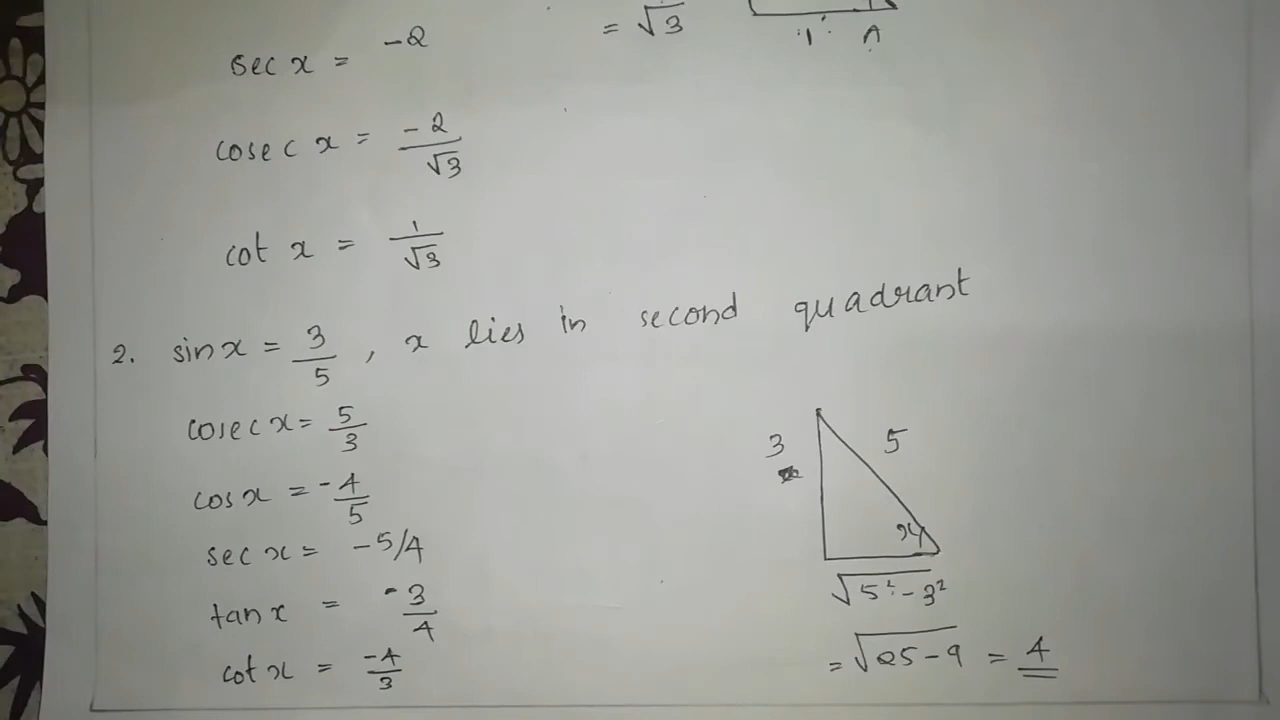 = √3
1 A
sec x = -2
cosec x = -2/√3
cot x = 1/√3
2. sin x = 3/5 , x lies in second quadrant
cosec x = 5/3
cos x = -4/5
sec x = -5/4
tan x = -3/4
cot x = -4/3
3 5
x
√5² - 3²
= √25-9 = 4